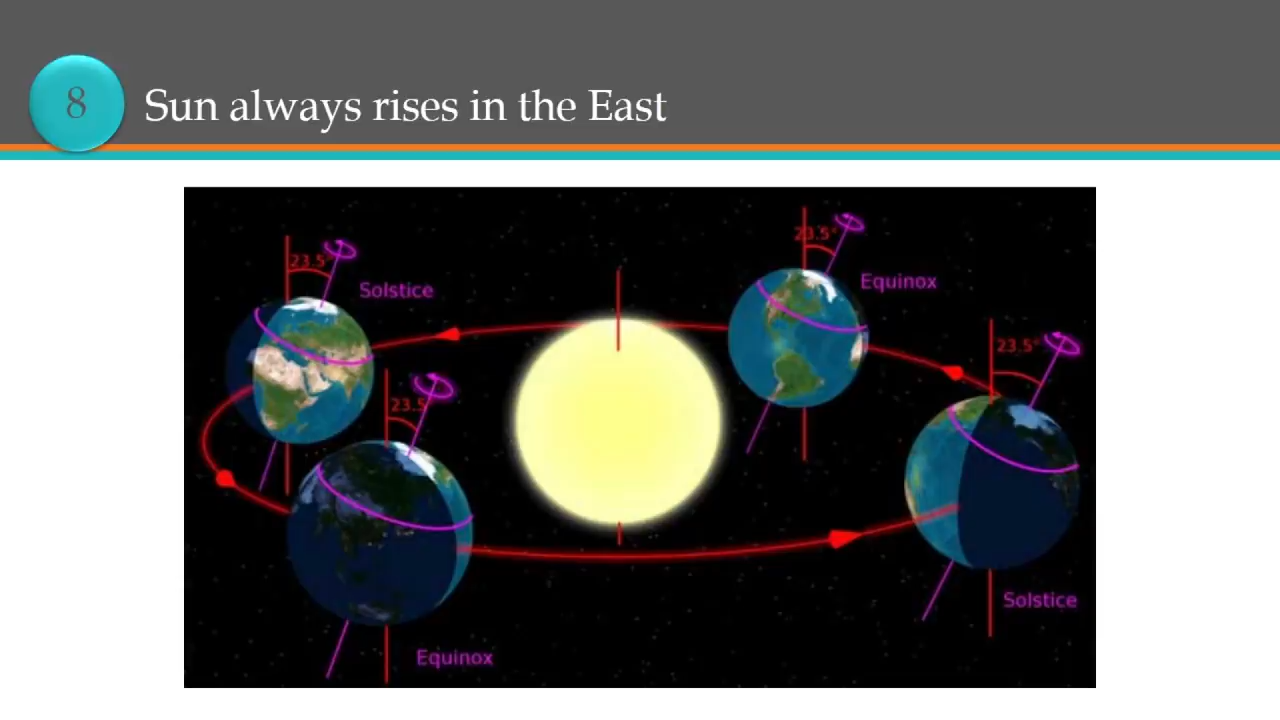 8
Sun always rises in the East
23.5°
Solstice
23.5°
Equinox
23.5°
23.5°
Solstice
Equinox